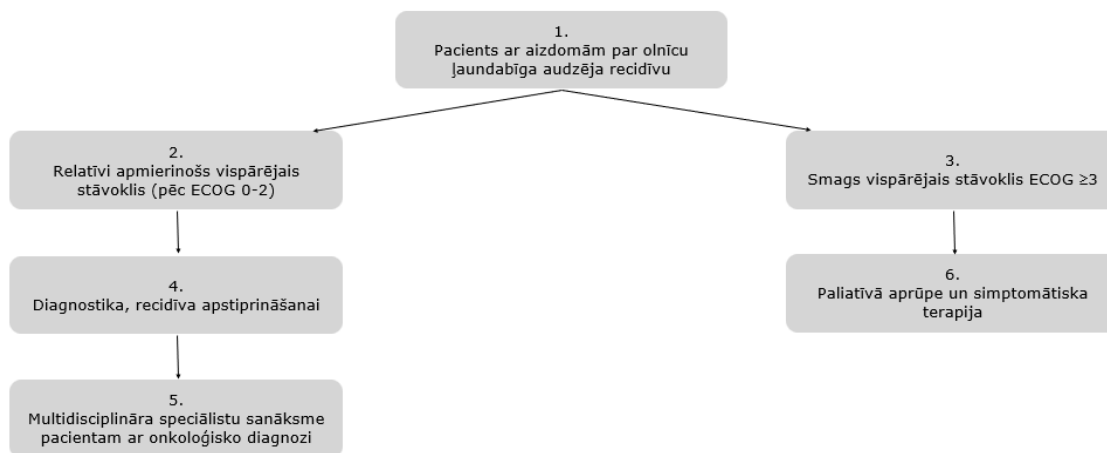 1.
Pacients ar aizdomām par olnīcu
ļaundabīga audzēja recidīvu
2.
Relatīvi apmierinošs vispārējais
stāvoklis (pēc ECOG 0-2)
3.
Smags vispārējais stāvoklis ECOG ≥3
4.
Diagnostika, recidīva apstiprināšanai
6.
Paliatīvā aprūpe un simptomātiska
terapija
5.
Multidisciplināra speciālistu sanāksme
pacientam ar onkoloģisko diagnozi